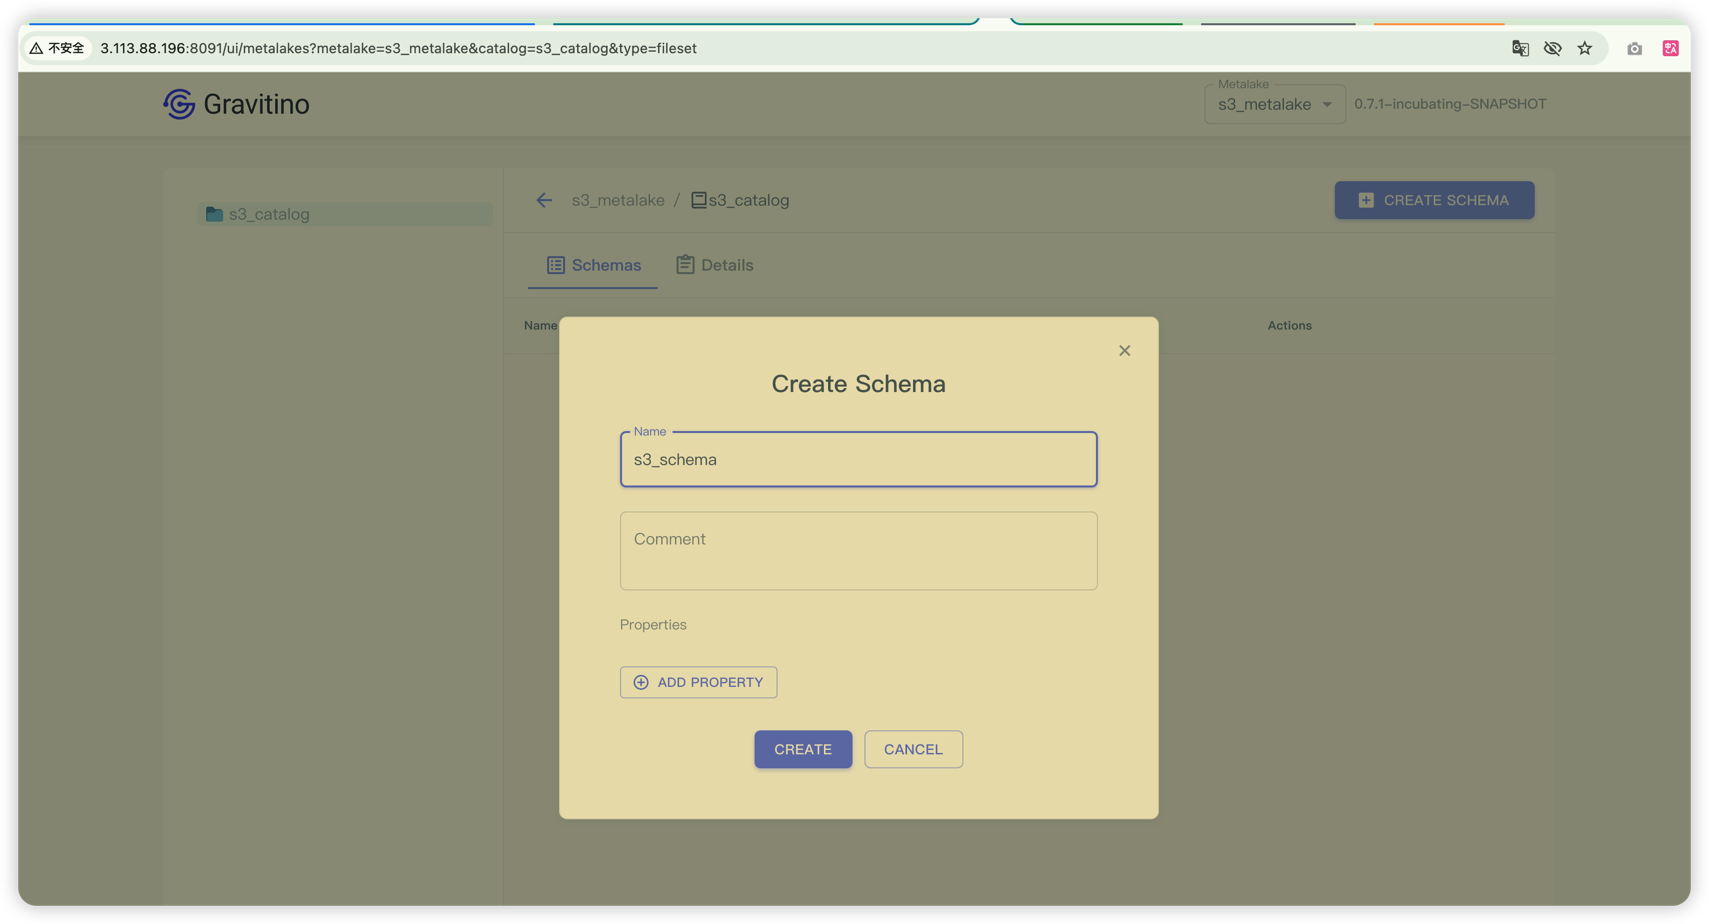 不安全 3.113.88.196:8091/ui/metalakes?metalake=s3_metalake&catalog=s3_catalog&type=fileset
Gravitino
Metalake
s3_metalake
0.7.1-incubating-SNAPSHOT
s3_catalog
s3_metalake / s3_catalog
CREATE SCHEMA
Schemas Details
Name Actions
Create Schema
Name
s3_schema
Comment
Properties
ADD PROPERTY
CREATE CANCEL